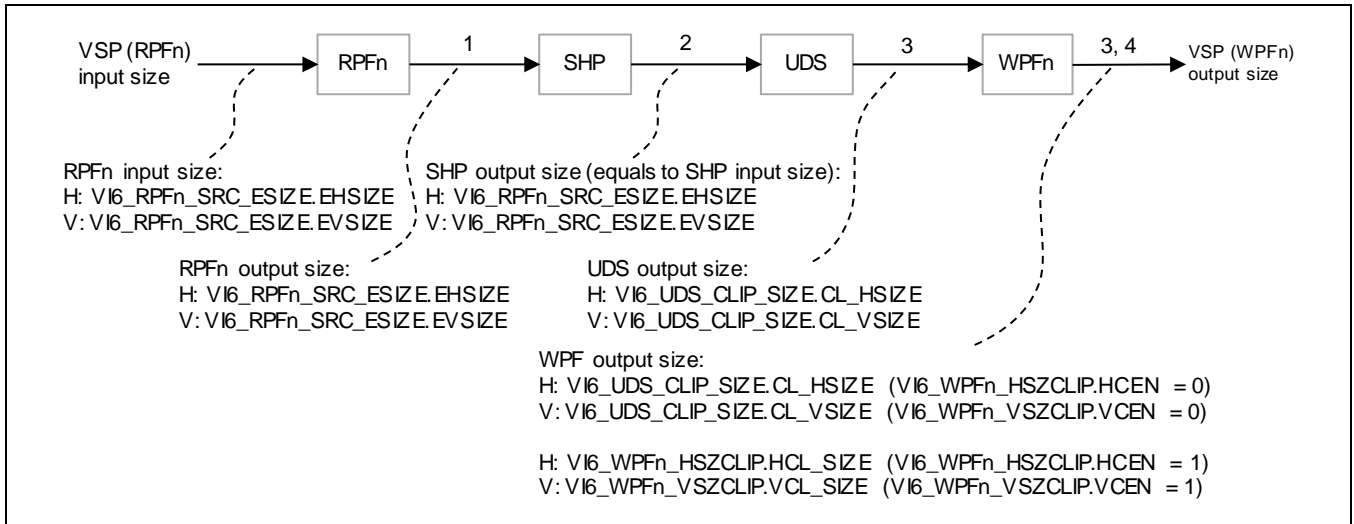 VSP (RPFn)
input size
RPFn
1
SHP
2
UDS
3
WPFn
3, 4
VSP (WPFn)
output size
RPFn input size:
H: VI6_RPFn_SRC_ESIZE.EHSIZE
V: VI6_RPFn_SRC_ESIZE.EVSIZE
SHP output size (equals to SHP input size):
H: VI6_RPFn_SRC_ESIZE.EHSIZE
V: VI6_RPFn_SRC_ESIZE.EVSIZE
RPFn output size:
H: VI6_RPFn_SRC_ESIZE.EHSIZE
V: VI6_RPFn_SRC_ESIZE.EVSIZE
UDS output size:
H: VI6_UDS_CLIP_SIZE.CL_HSIZE
V: VI6_UDS_CLIP_SIZE.CL_VSIZE
WPF output size:
H: VI6_UDS_CLIP_SIZE.CL_HSIZE (VI6_WPFn_HSZCLIP.HCEN = 0)
V: VI6_UDS_CLIP_SIZE.CL_VSIZE (VI6_WPFn_VSZCLIP.VCEN = 0)
H: VI6_WPFn_HSZCLIP.HCL_SIZE (VI6_WPFn_HSZCLIP.HCEN = 1)
V: VI6_WPFn_VSZCLIP.VCL_SIZE (VI6_WPFn_VSZCLIP.VCEN = 1)